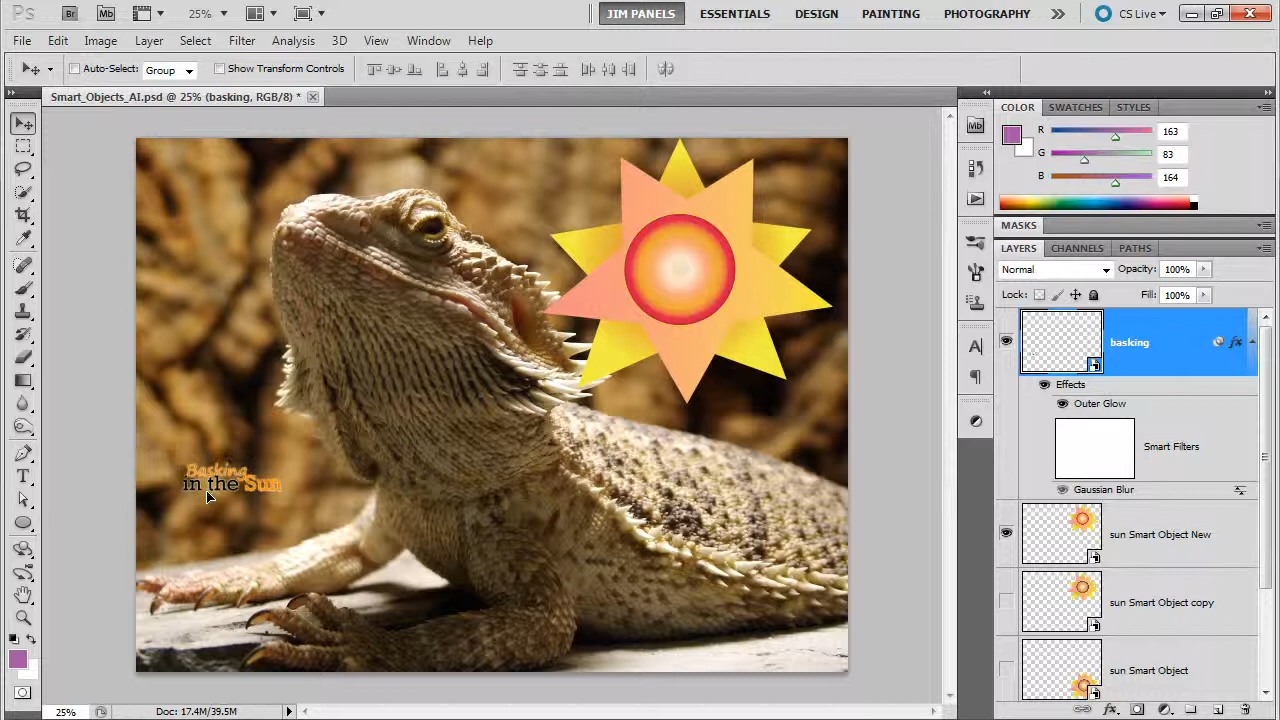 Ps Br Mb 25% JIM PANELS ESSENTIALS DESIGN PAINTING PHOTOGRAPHY CS Live
File Edit Image Layer Select Filter Analysis 3D View Window Help
Auto-Select: Group Show Transform Controls
Smart_Objects_AI.psd @ 25% (basking, RGB/8) *
COLOR SWATCHES STYLES
R 163
G 83
B 164
MASKS
LAYERS CHANNELS PATHS
Normal Opacity: 100%
Lock: Fill: 100%
basking fx
Effects
Outer Glow
Smart Filters
Gaussian Blur
sun Smart Object New
sun Smart Object copy
sun Smart Object
Basking
in the Sun
25% Doc: 17.4M/39.5M